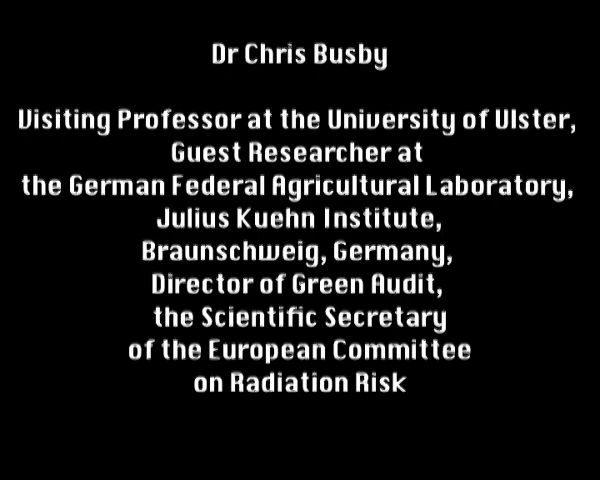 Dr Chris Busby
Visiting Professor at the University of Ulster,
Guest Researcher at
the German Federal Agricultural Laboratory,
Julius Kuehn Institute,
Braunschweig, Germany,
Director of Green Audit,
the Scientific Secretary
of the European Committee
on Radiation Risk